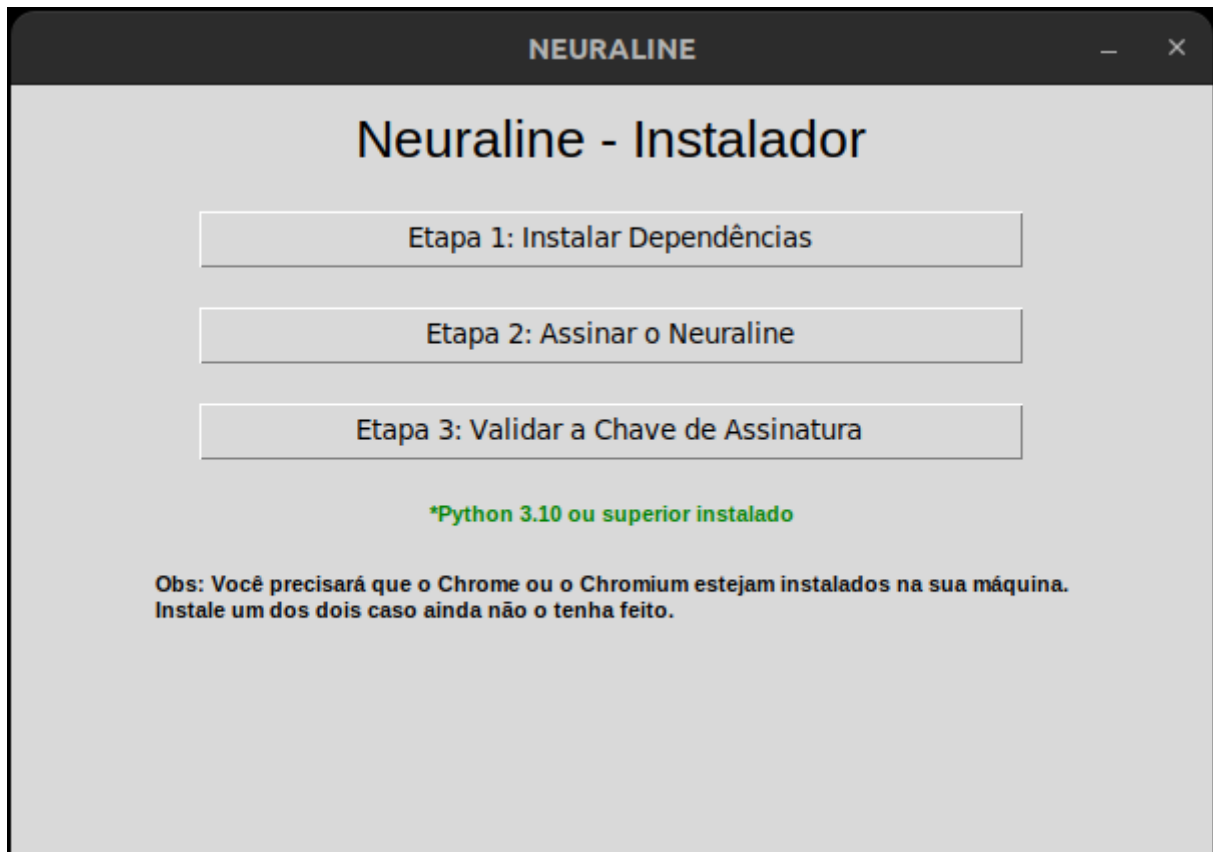 NEURALINE
Neuraline - Instalador
Etapa 1: Instalar Dependências
Etapa 2: Assinar o Neuraline
Etapa 3: Validar a Chave de Assinatura
*Python 3.10 ou superior instalado
Obs: Você precisará que o Chrome ou o Chromium estejam instalados na sua máquina.
Instale um dos dois caso ainda não o tenha feito.